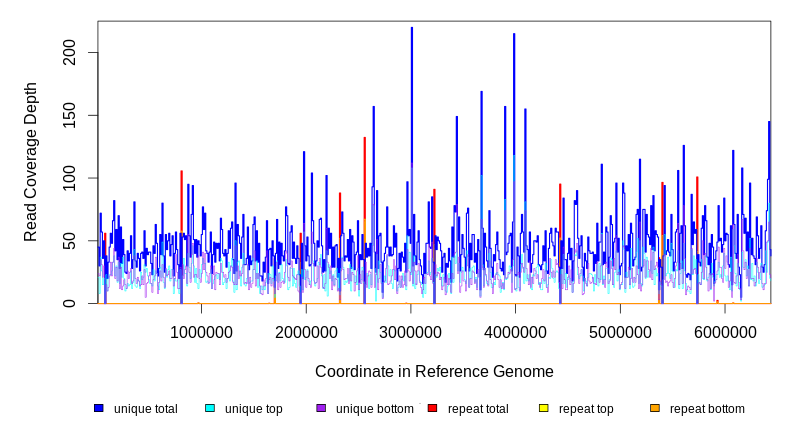 200
150
100
50
0
Read Coverage Depth
1000000 2000000 3000000 4000000 5000000 6000000
Coordinate in Reference Genome
unique total unique top unique bottom repeat total repeat top repeat bottom